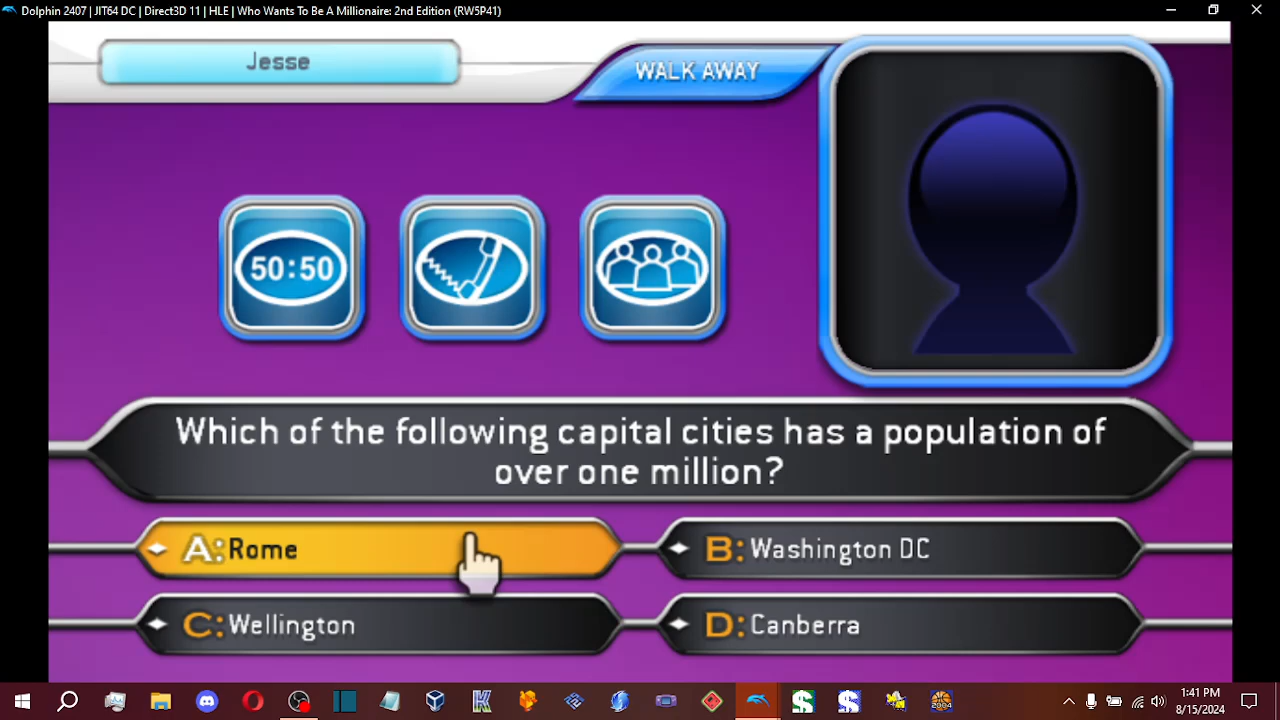 Dolphin 2407 | JIT64 DC | Direct3D 11 | HLE | Who Wants To Be A Millionaire: 2nd Edition (RW5P41)
Jesse
WALK AWAY
50:50
Which of the following capital cities has a population of
over one million?
A: Rome
B: Washington DC
C: Wellington
D: Canberra
1:41 PM
8/15/2024